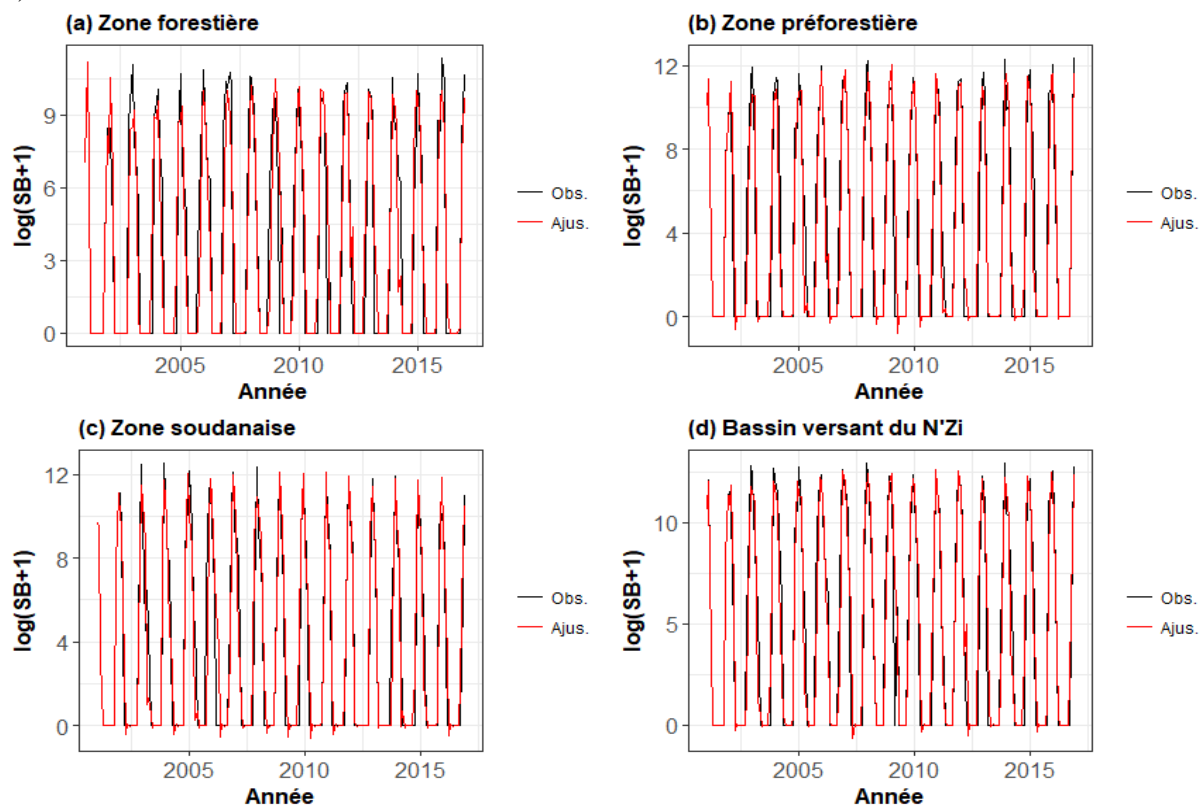 (a) Zone forestière
log(SB+1)
9
6
3
0
2005 2010 2015
Année
Obs.
Ajus.
(b) Zone préforestière
log(SB+1)
12
8
4
0
2005 2010 2015
Année
Obs.
Ajus.
(c) Zone soudanaise
log(SB+1)
12
8
4
0
2005 2010 2015
Année
Obs.
Ajus.
(d) Bassin versant du N'Zi
log(SB+1)
10
5
0
2005 2010 2015
Année
Obs.
Ajus.